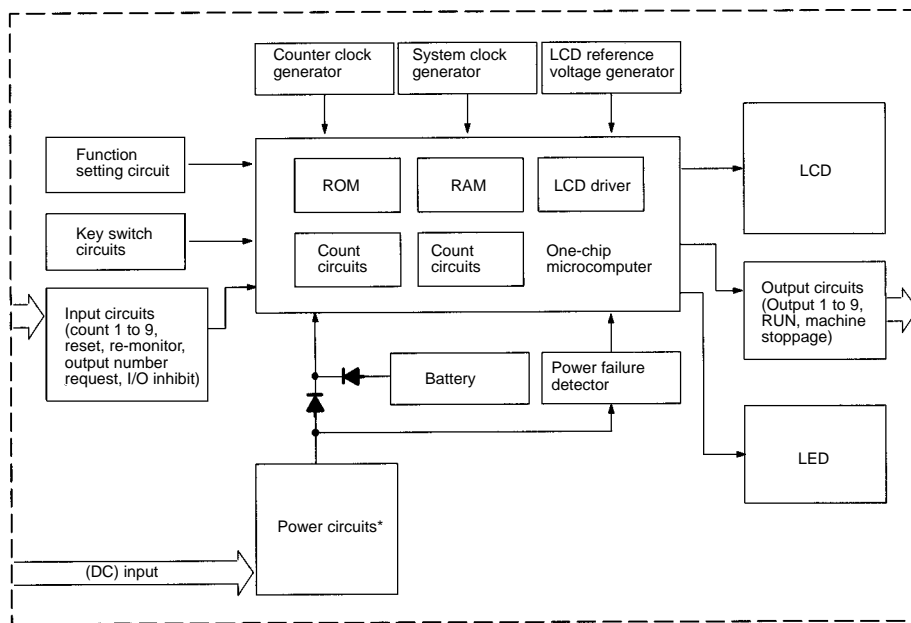 Counter clock
generator
System clock
generator
LCD reference
voltage generator
Function
setting circuit
ROM
RAM
LCD driver
LCD
Key switch
circuits
Count
circuits
Count
circuits
One-chip
microcomputer
Input circuits
(count 1 to 9,
reset, re-monitor,
output number
request, I/O inhibit)
Output circuits
(Output 1 to 9,
RUN, machine
stoppage)
Battery
Power failure
detector
LED
Power circuits*
(DC) input